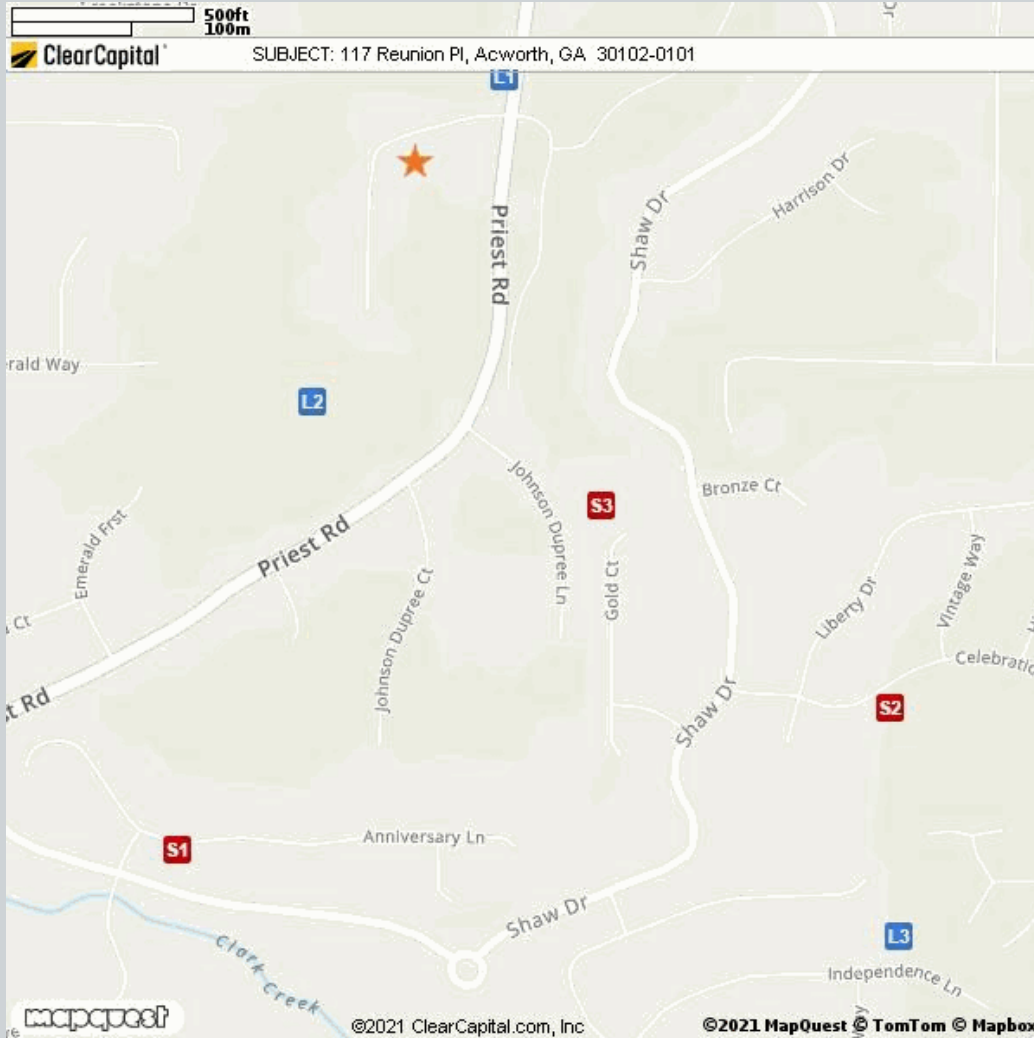 500ft
100m
ClearCapital
SUBJECT: 117 Reunion Pl, Acworth, GA 30102-0101
L1
Harrison Dr
Shaw Dr
Priest Rd
rald Way
L2
Johnson Dupree Ln
Bronze Ct
S3
Emerald Frst
Priest Rd
Gold Ct
Johnson Dupree Ct
Liberty Dr
Vintage Way
Ct
Celebratio
st Rd
Shaw Dr
S2
Anniversary Ln
S1
Shaw Dr
L3
Clark Creek
Independence Ln
mapquest
©2021 ClearCapital.com, Inc
©2021 MapQuest © TomTom © Mapbox